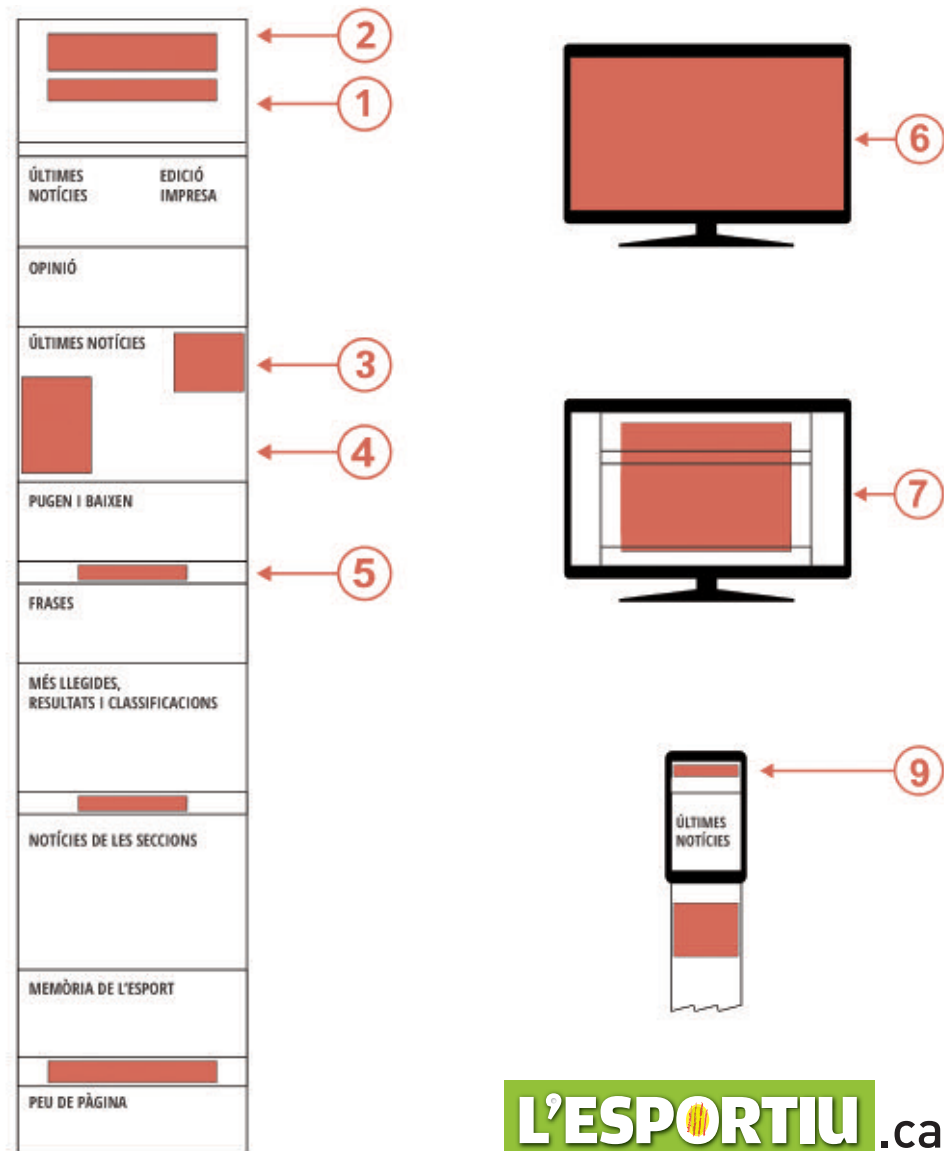 2
1
ÚLTIMES
NOTÍCIES
EDICIÓ
IMPRESA
OPINIÓ
ÚLTIMES NOTÍCIES
3
4
PUGEN I BAIXEN
5
FRASES
MÉS LLEGIDES,
RESULTATS I CLASSIFICACIONS
NOTÍCIES DE LES SECCIONS
MEMÒRIA DE L'ESPORT
PEU DE PÀGINA
6
7
9
ÚLTIMES
NOTÍCIES
L'ESPORTIU.ca